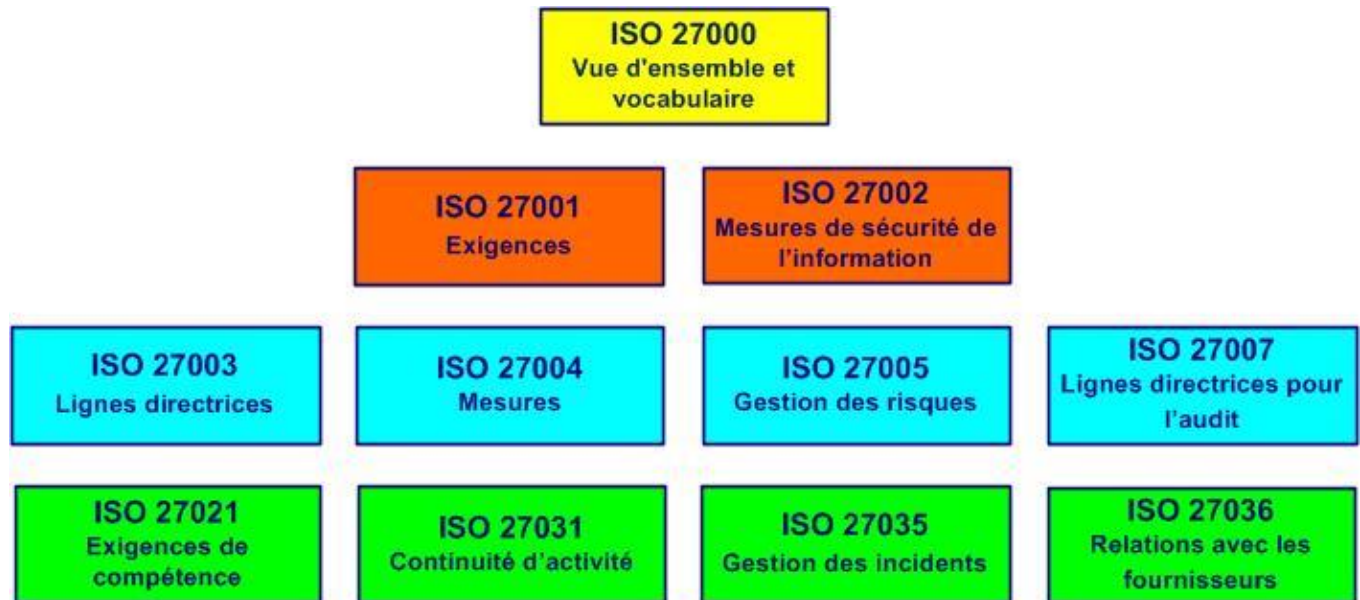 ISO 27000
Vue d'ensemble et
vocabulaire
ISO 27001
Exigences
ISO 27002
Mesures de sécurité de
l’information
ISO 27003
Lignes directrices
ISO 27004
Mesures
ISO 27005
Gestion des risques
ISO 27007
Lignes directrices pour
l’audit
ISO 27021
Exigences de
compétence
ISO 27031
Continuité d’activité
ISO 27035
Gestion des incidents
ISO 27036
Relations avec les
fournisseurs